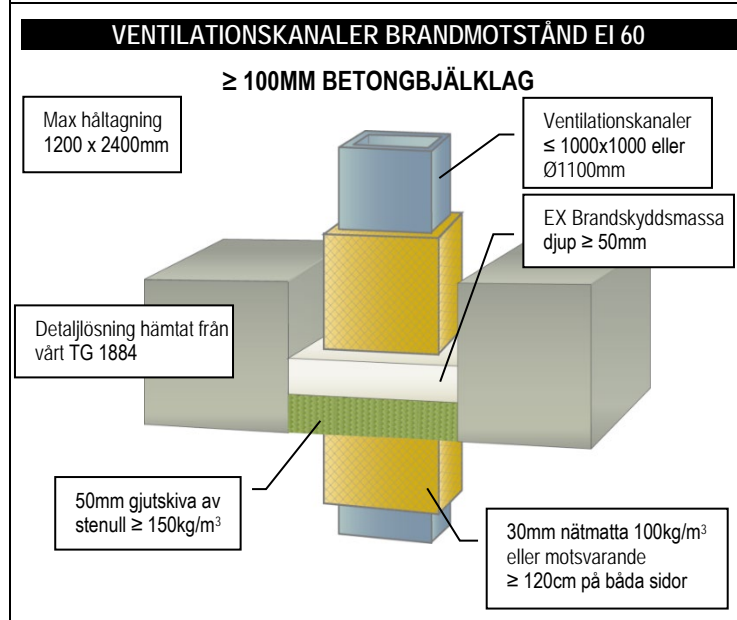 VENTILATIONSKANALER BRANDMOTSTÅND EI 60
≥ 100MM BETONGBJÄLKLAG
Max håltagning
1200 x 2400mm
Ventilationskanaler
≤ 1000x1000 eller
Ø1100mm
EX Brandskyddsmassa
djup ≥ 50mm
Detaljlösning hämtat från
vårt TG 1884
50mm gjutskiva av
stenull ≥ 150kg/m³
30mm nätmatta 100kg/m³
eller motsvarande
≥ 120cm på båda sidor